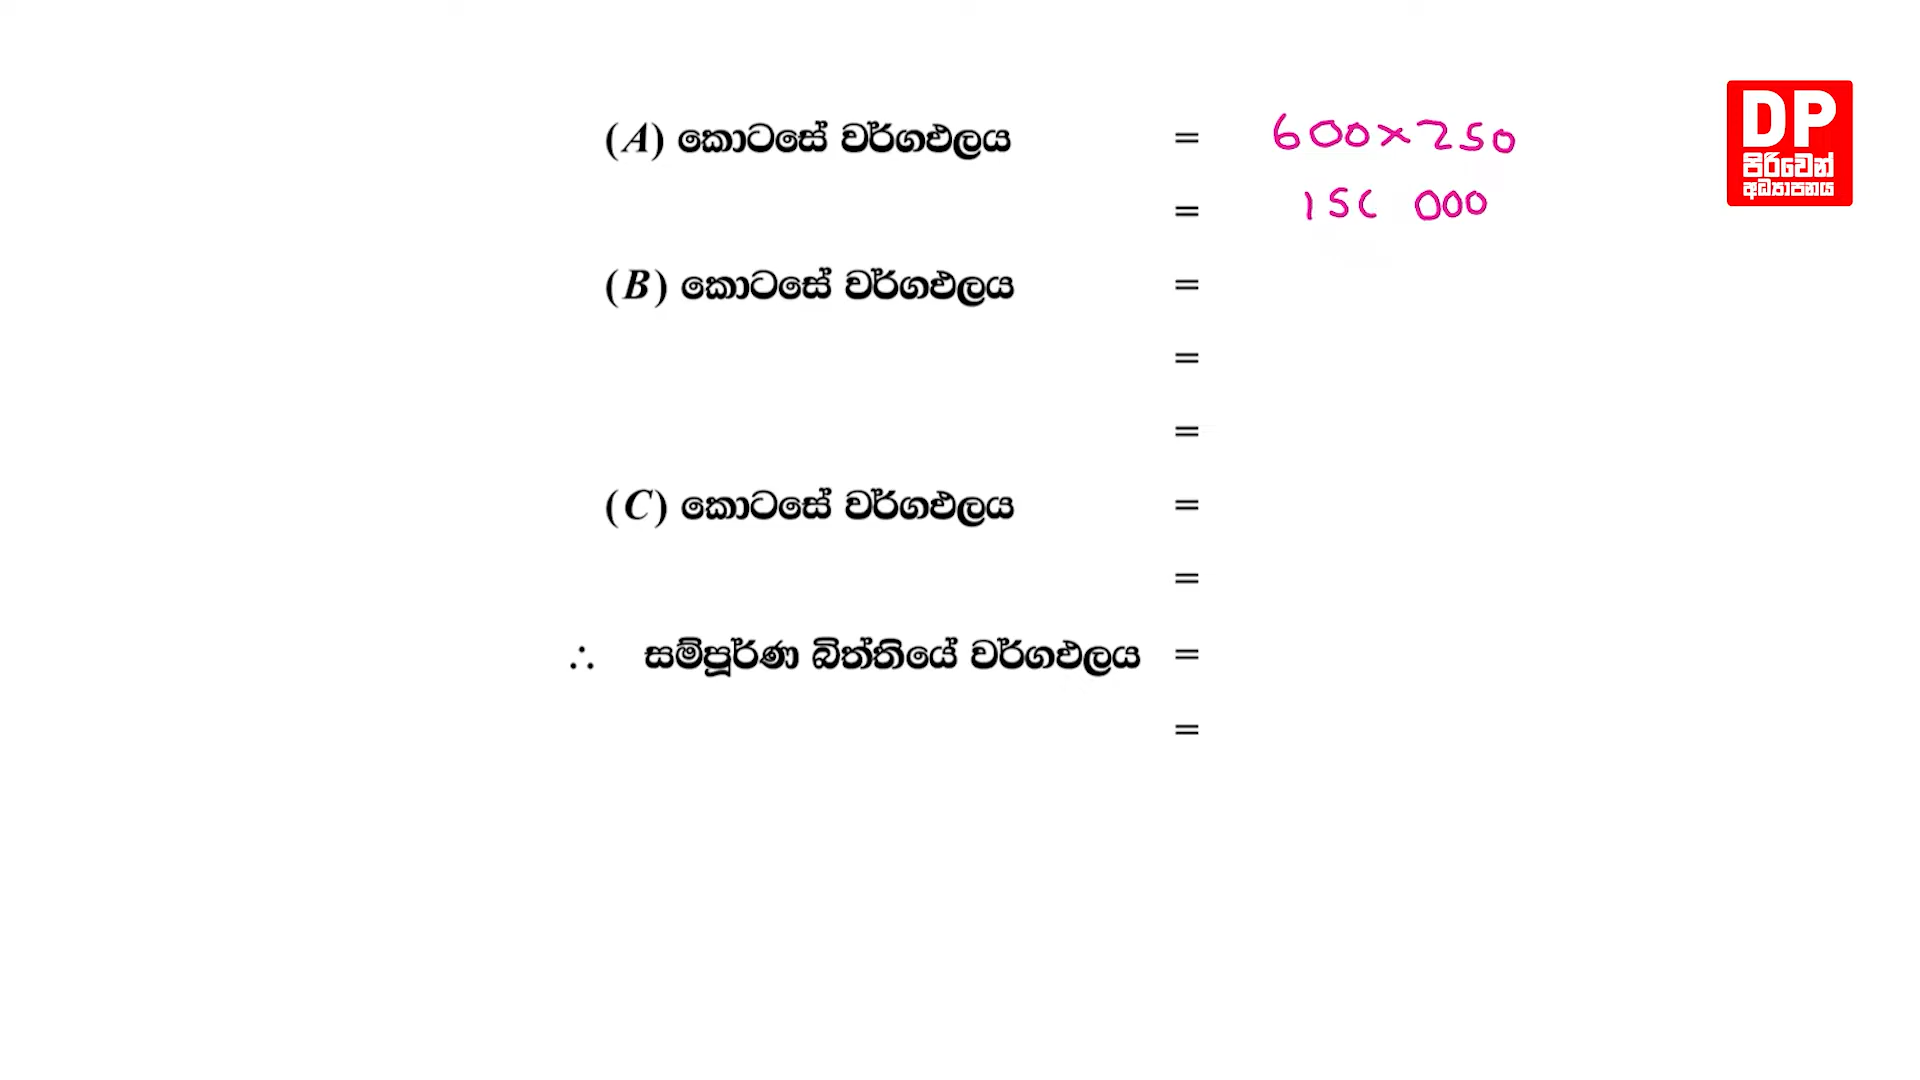 (A) කොටසේ වර්ගඵලය = 600×250
= 150 000
(B) කොටසේ වර්ගඵලය =
=
=
(C) කොටසේ වර්ගඵලය =
=
∴ සම්පූර්ණ බිත්තියේ වර්ගඵලය =
=
DP
පිරිවෙන්
අධ්‍යාපනය